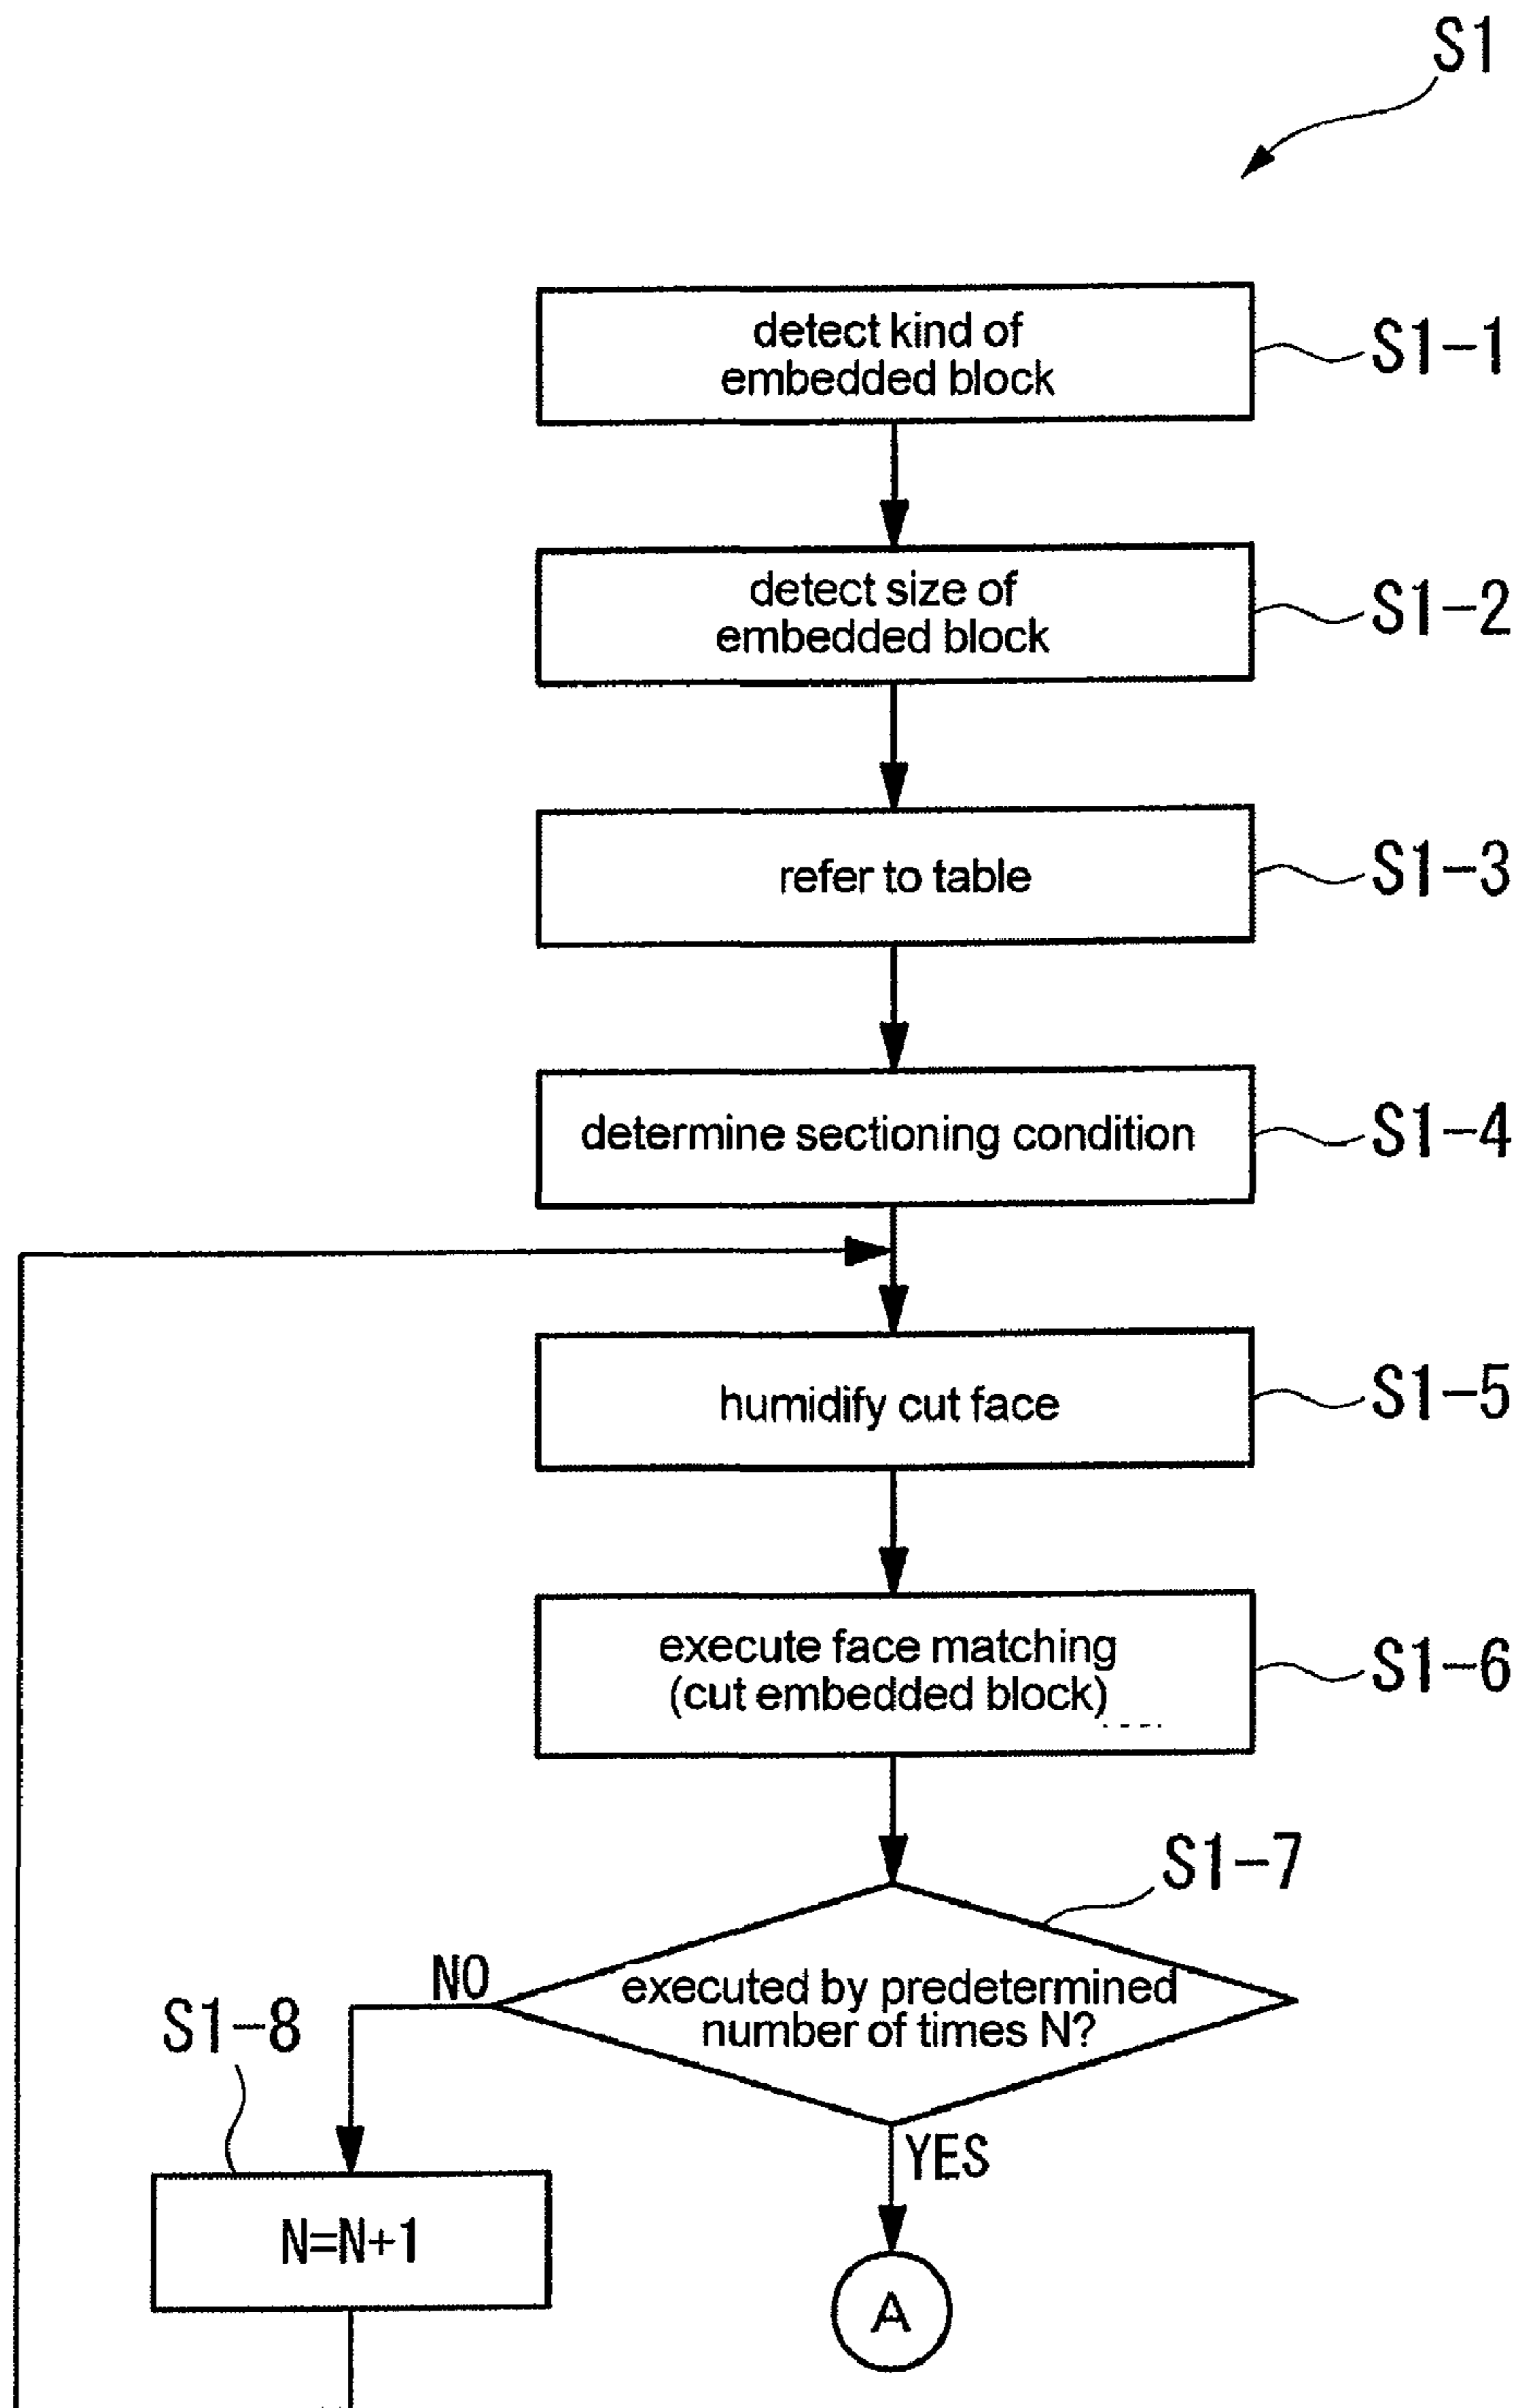 S1
detect kind of
embedded block
S1-1
detect size of
embedded block
S1-2
refer to table
S1-3
determine sectioning condition
S1-4
humidify cut face
S1-5
execute face matching
(cut embedded block)
S1-6
S1-7
executed by predetermined
number of times N?
NO
S1-8
YES
N=N+1
A